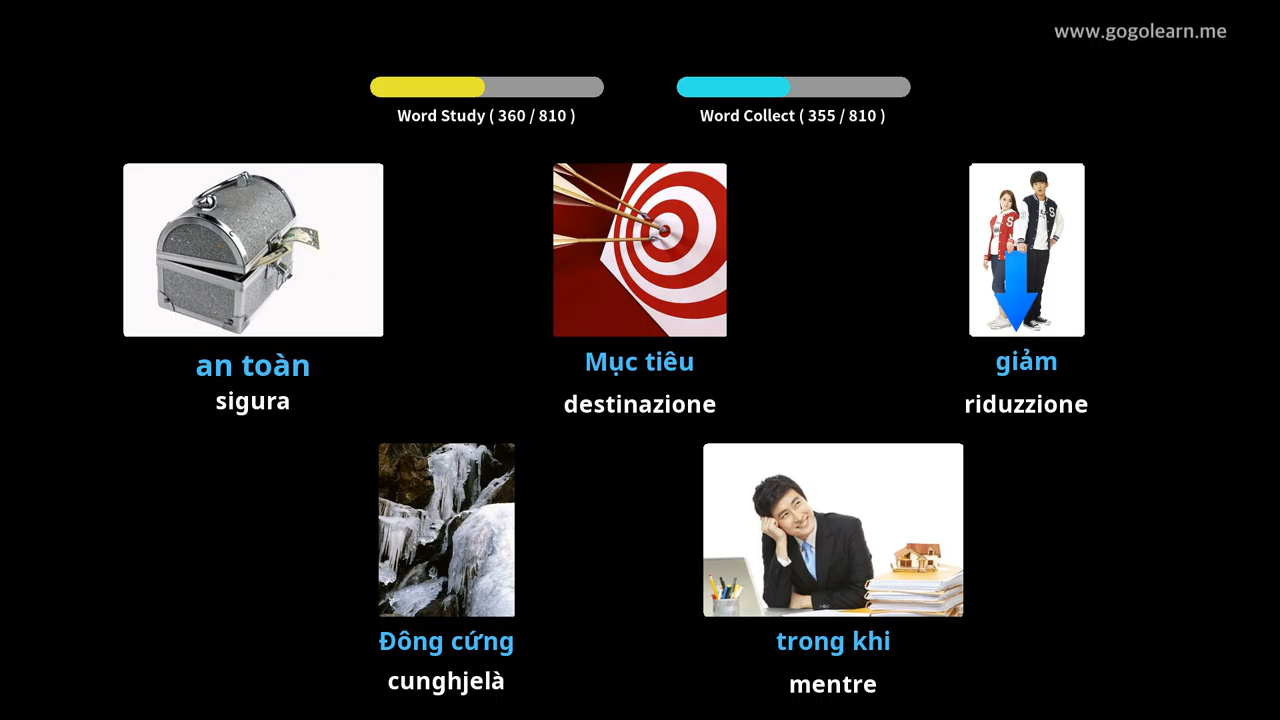 www.gogolearn.me
Word Study ( 360 / 810 )
Word Collect ( 355 / 810 )
an toàn
sigura
Mục tiêu
destinazione
giảm
riduzzione
Đông cứng
cunghjelà
trong khi
mentre